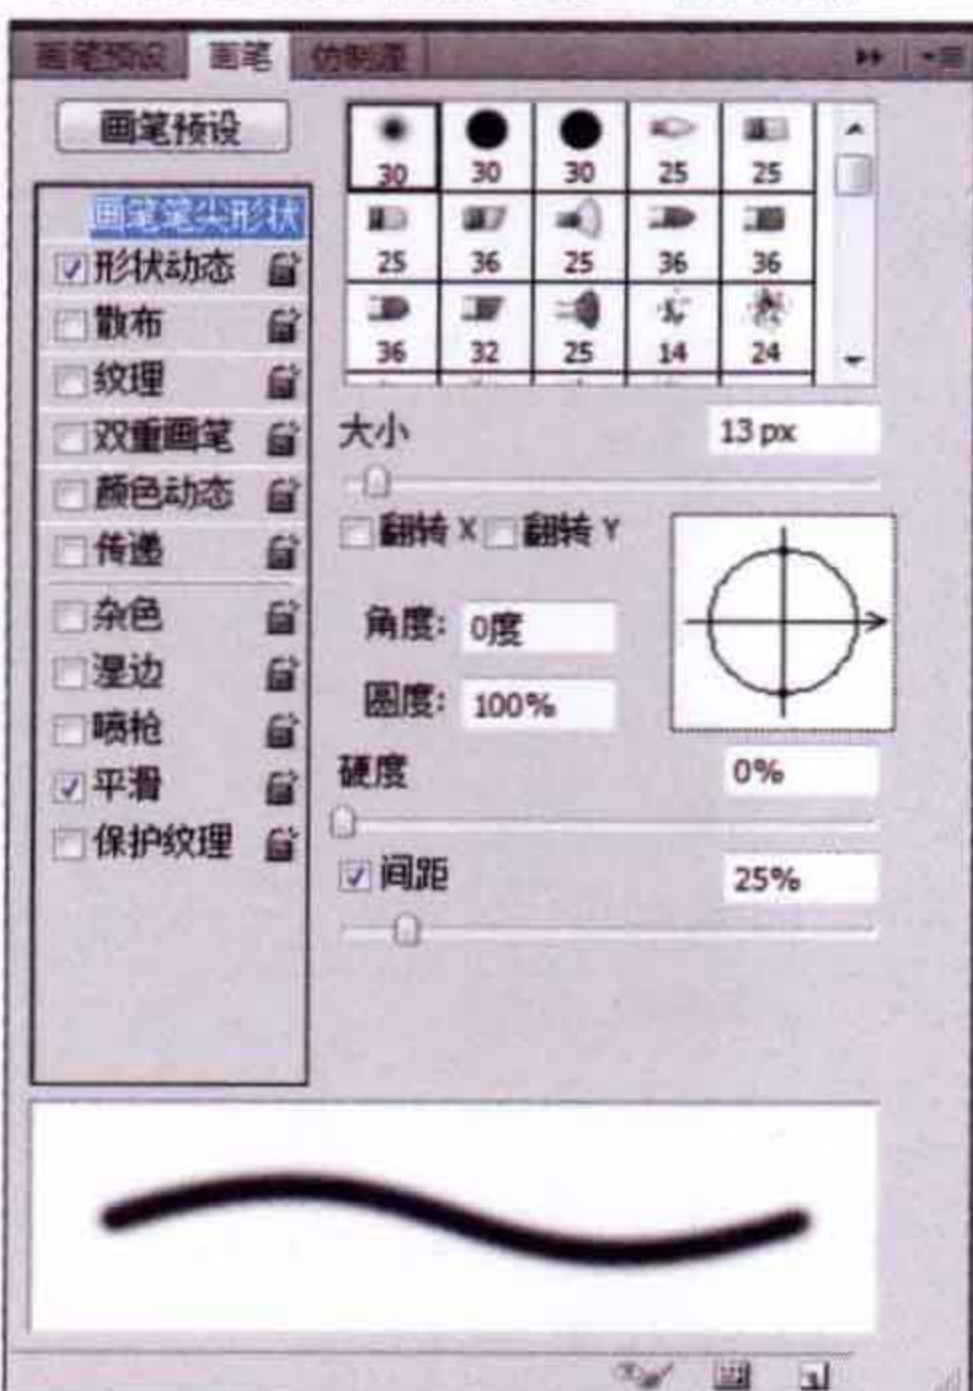 画笔预设 画笔 仿制源
画笔预设
30 30 30 25 25
25 36 25 36 36
36 32 25 14 24
画笔笔尖形状
形状动态
散布
纹理
双重画笔
颜色动态
传递
杂色
湿边
喷枪
平滑
保护纹理
大小 13 px
翻转 X 翻转 Y
角度: 0度
圆度: 100%
硬度 0%
间距 25%